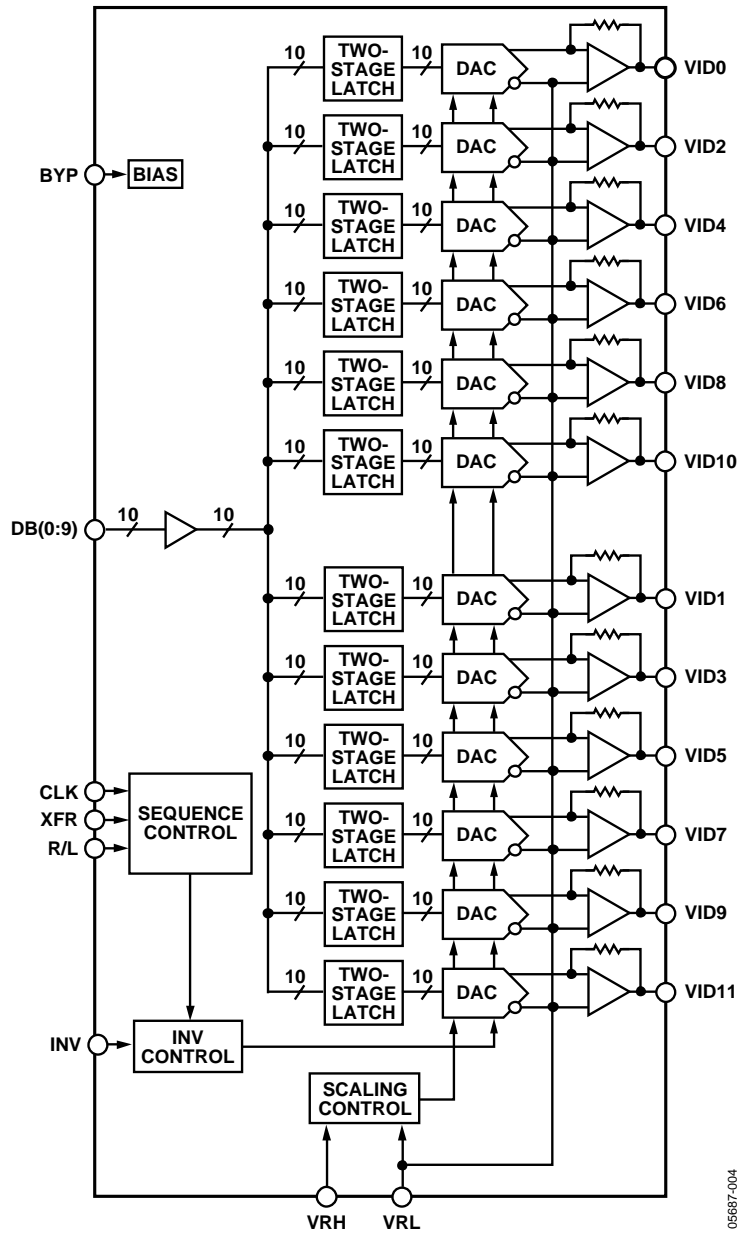 10
TWO-
STAGE
LATCH
10
DAC
VID0
10
TWO-
STAGE
LATCH
10
DAC
VID2
BYP
BIAS
10
TWO-
STAGE
LATCH
10
DAC
VID4
10
TWO-
STAGE
LATCH
10
DAC
VID6
10
TWO-
STAGE
LATCH
10
DAC
VID8
10
TWO-
STAGE
LATCH
10
DAC
VID10
DB(0:9)
10
10
10
TWO-
STAGE
LATCH
10
DAC
VID1
10
TWO-
STAGE
LATCH
10
DAC
VID3
10
TWO-
STAGE
LATCH
10
DAC
VID5
CLK
XFR
R/L
SEQUENCE
CONTROL
10
TWO-
STAGE
LATCH
10
DAC
VID7
10
TWO-
STAGE
LATCH
10
DAC
VID9
10
TWO-
STAGE
LATCH
10
DAC
VID11
INV
INV
CONTROL
SCALING
CONTROL
VRH
VRL
05687-004